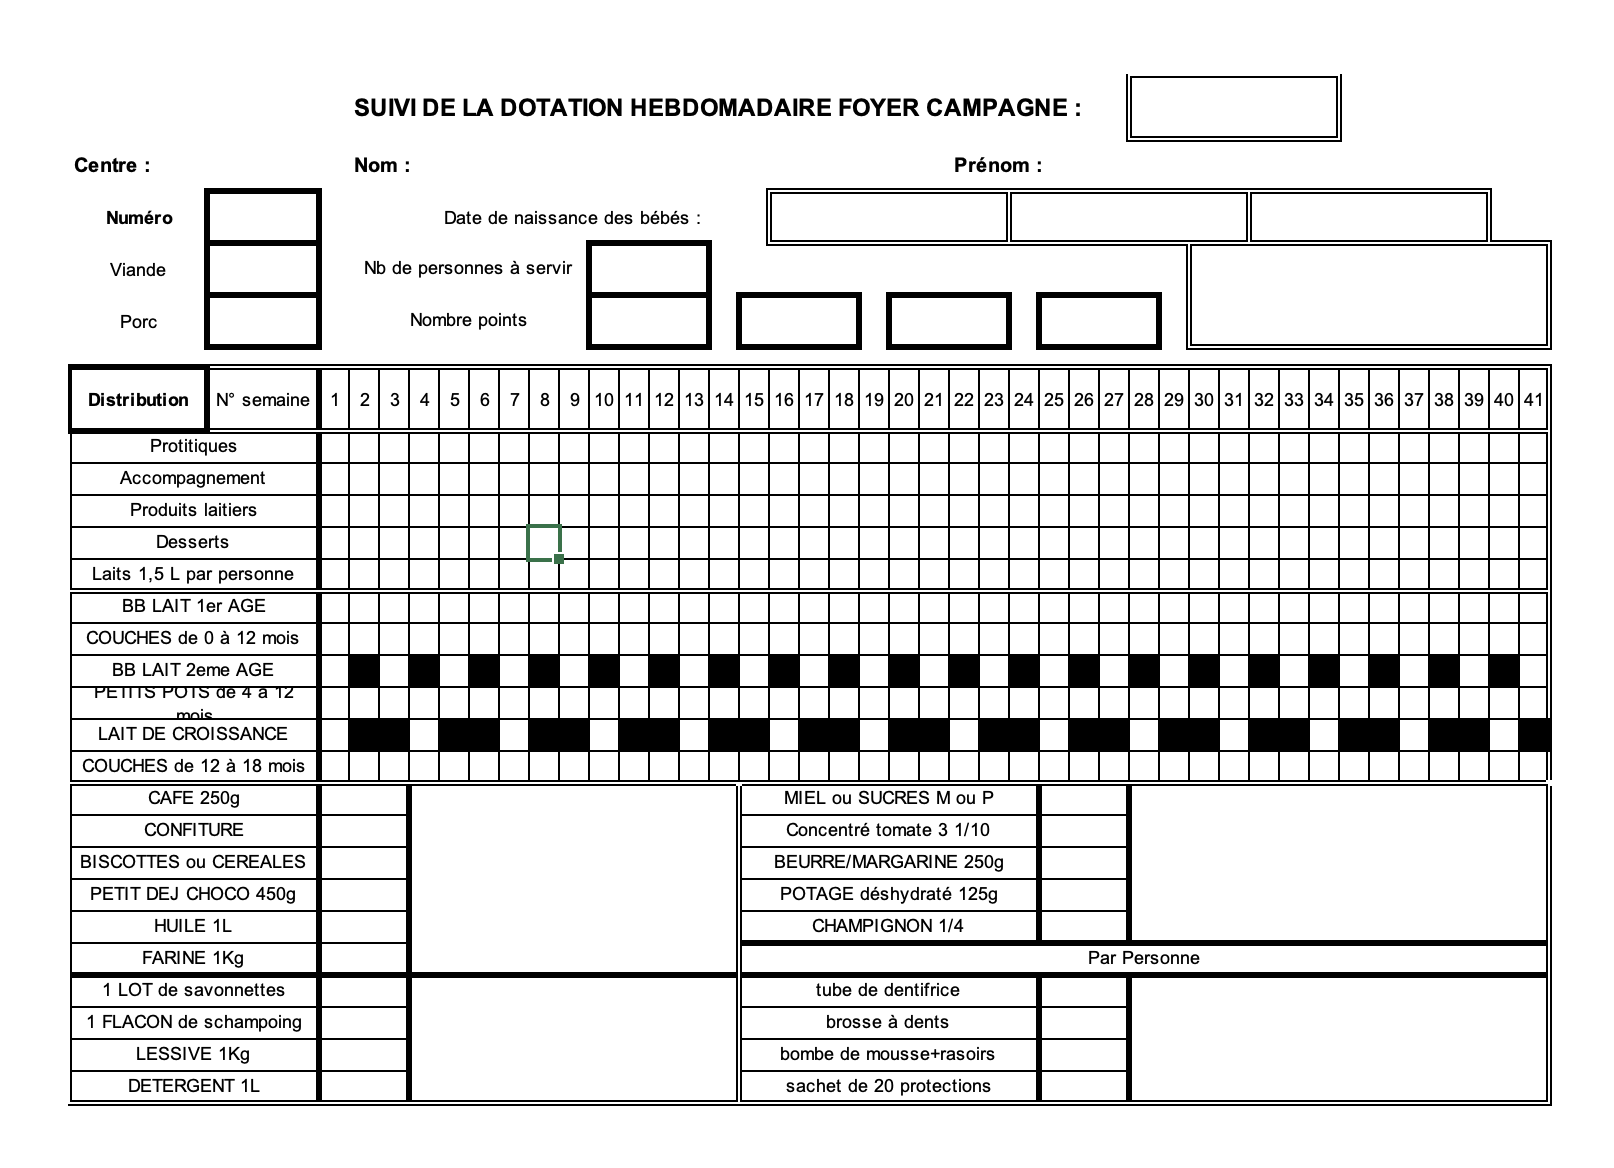 SUIVI DE LA DOTATION HEBDOMADAIRE FOYER CAMPAGNE :
Centre : Nom : Prénom :
Numéro Date de naissance des bébés :
Viande Nb de personnes à servir
Porc Nombre points
Distribution N° semaine 1 2 3 4 5 6 7 8 9 10 11 12 13 14 15 16 17 18 19 20 21 22 23 24 25 26 27 28 29 30 31 32 33 34 35 36 37 38 39 40 41
Protitiques
Accompagnement
Produits laitiers
Desserts
Laits 1,5 L par personne
BB LAIT 1er AGE
COUCHES de 0 à 12 mois
BB LAIT 2eme AGE
PETITS POTS de 4 à 12
mois
LAIT DE CROISSANCE
COUCHES de 12 à 18 mois
CAFE 250g MIEL ou SUCRES M ou P
CONFITURE Concentré tomate 3 1/10
BISCOTTES ou CEREALES BEURRE/MARGARINE 250g
PETIT DEJ CHOCO 450g POTAGE déshydraté 125g
HUILE 1L CHAMPIGNON 1/4
FARINE 1Kg Par Personne
1 LOT de savonnettes tube de dentifrice
1 FLACON de schampoing brosse à dents
LESSIVE 1Kg bombe de mousse+rasoirs
DETERGENT 1L sachet de 20 protections